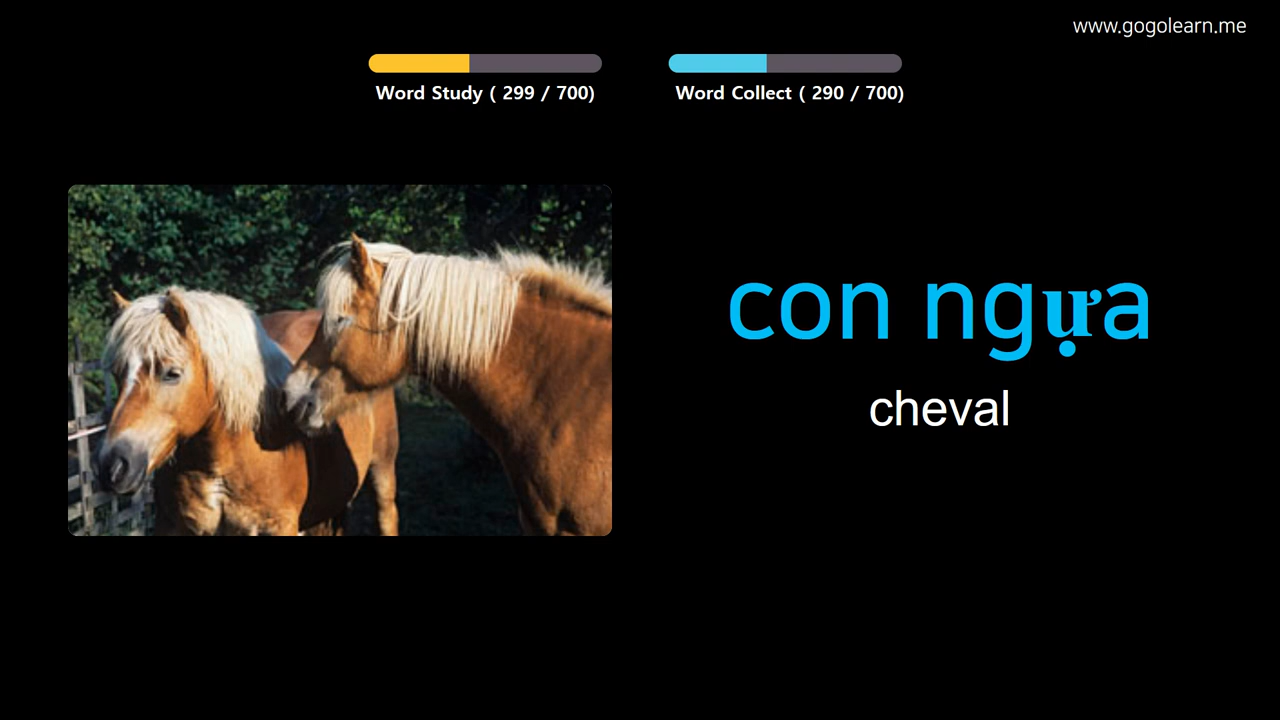 www.gogolearn.me
Word Study ( 299 / 700)
Word Collect ( 290 / 700)
con ngựa
cheval